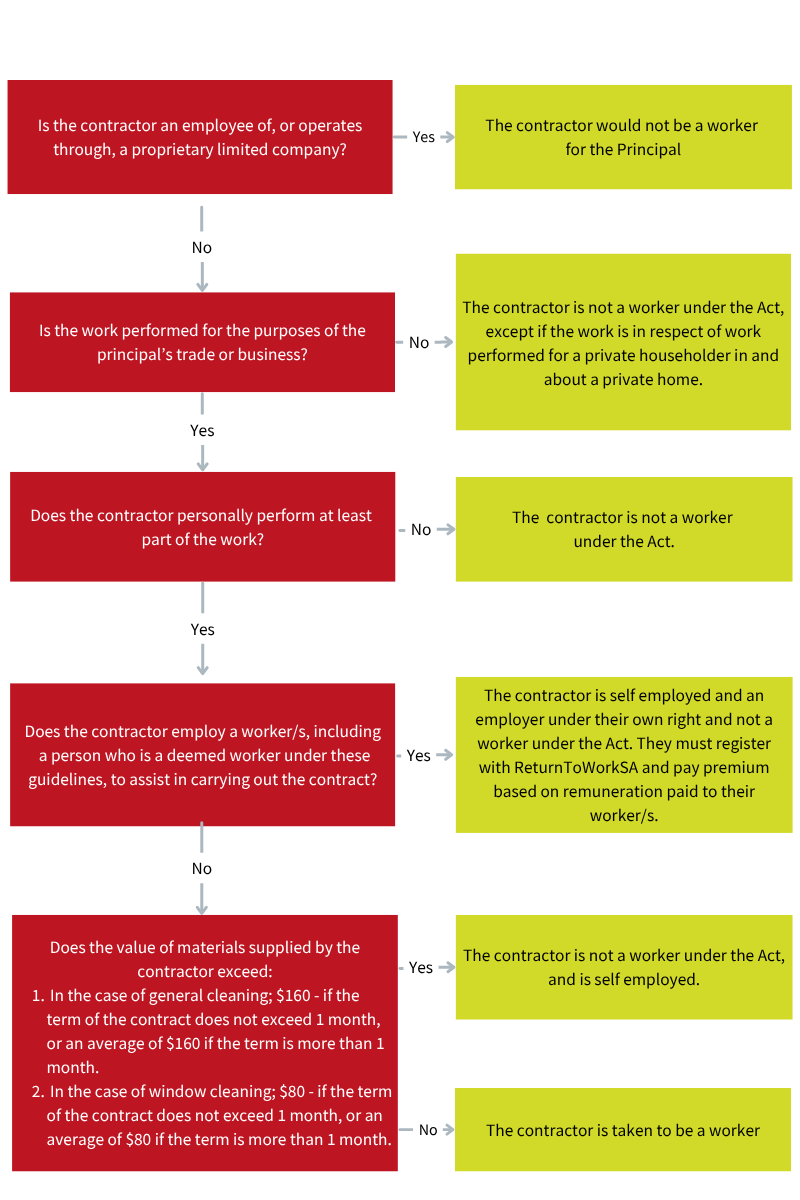 Is the contractor an employee of, or operates
through, a proprietary limited company?
Yes
The contractor would not be a worker
for the Principal
No
Is the work performed for the purposes of the
principal’s trade or business?
No
The contractor is not a worker under the Act,
except if the work is in respect of work
performed for a private householder in and
about a private home.
Yes
Does the contractor personally perform at least
part of the work?
No
The contractor is not a worker
under the Act.
Yes
Does the contractor employ a worker/s, including
a person who is a deemed worker under these
guidelines, to assist in carrying out the contract?
Yes
The contractor is self employed and an
employer under their own right and not a
worker under the Act. They must register
with ReturnToWorkSA and pay premium
based on remuneration paid to their
worker/s.
No
Does the value of materials supplied by the
contractor exceed:
1. In the case of general cleaning; $160 - if the
term of the contract does not exceed 1 month,
or an average of $160 if the term is more than 1
month.
2. In the case of window cleaning; $80 - if the term
of the contract does not exceed 1 month, or an
average of $80 if the term is more than 1 month.
Yes
The contractor is not a worker under the Act,
and is self employed.
No
The contractor is taken to be a worker